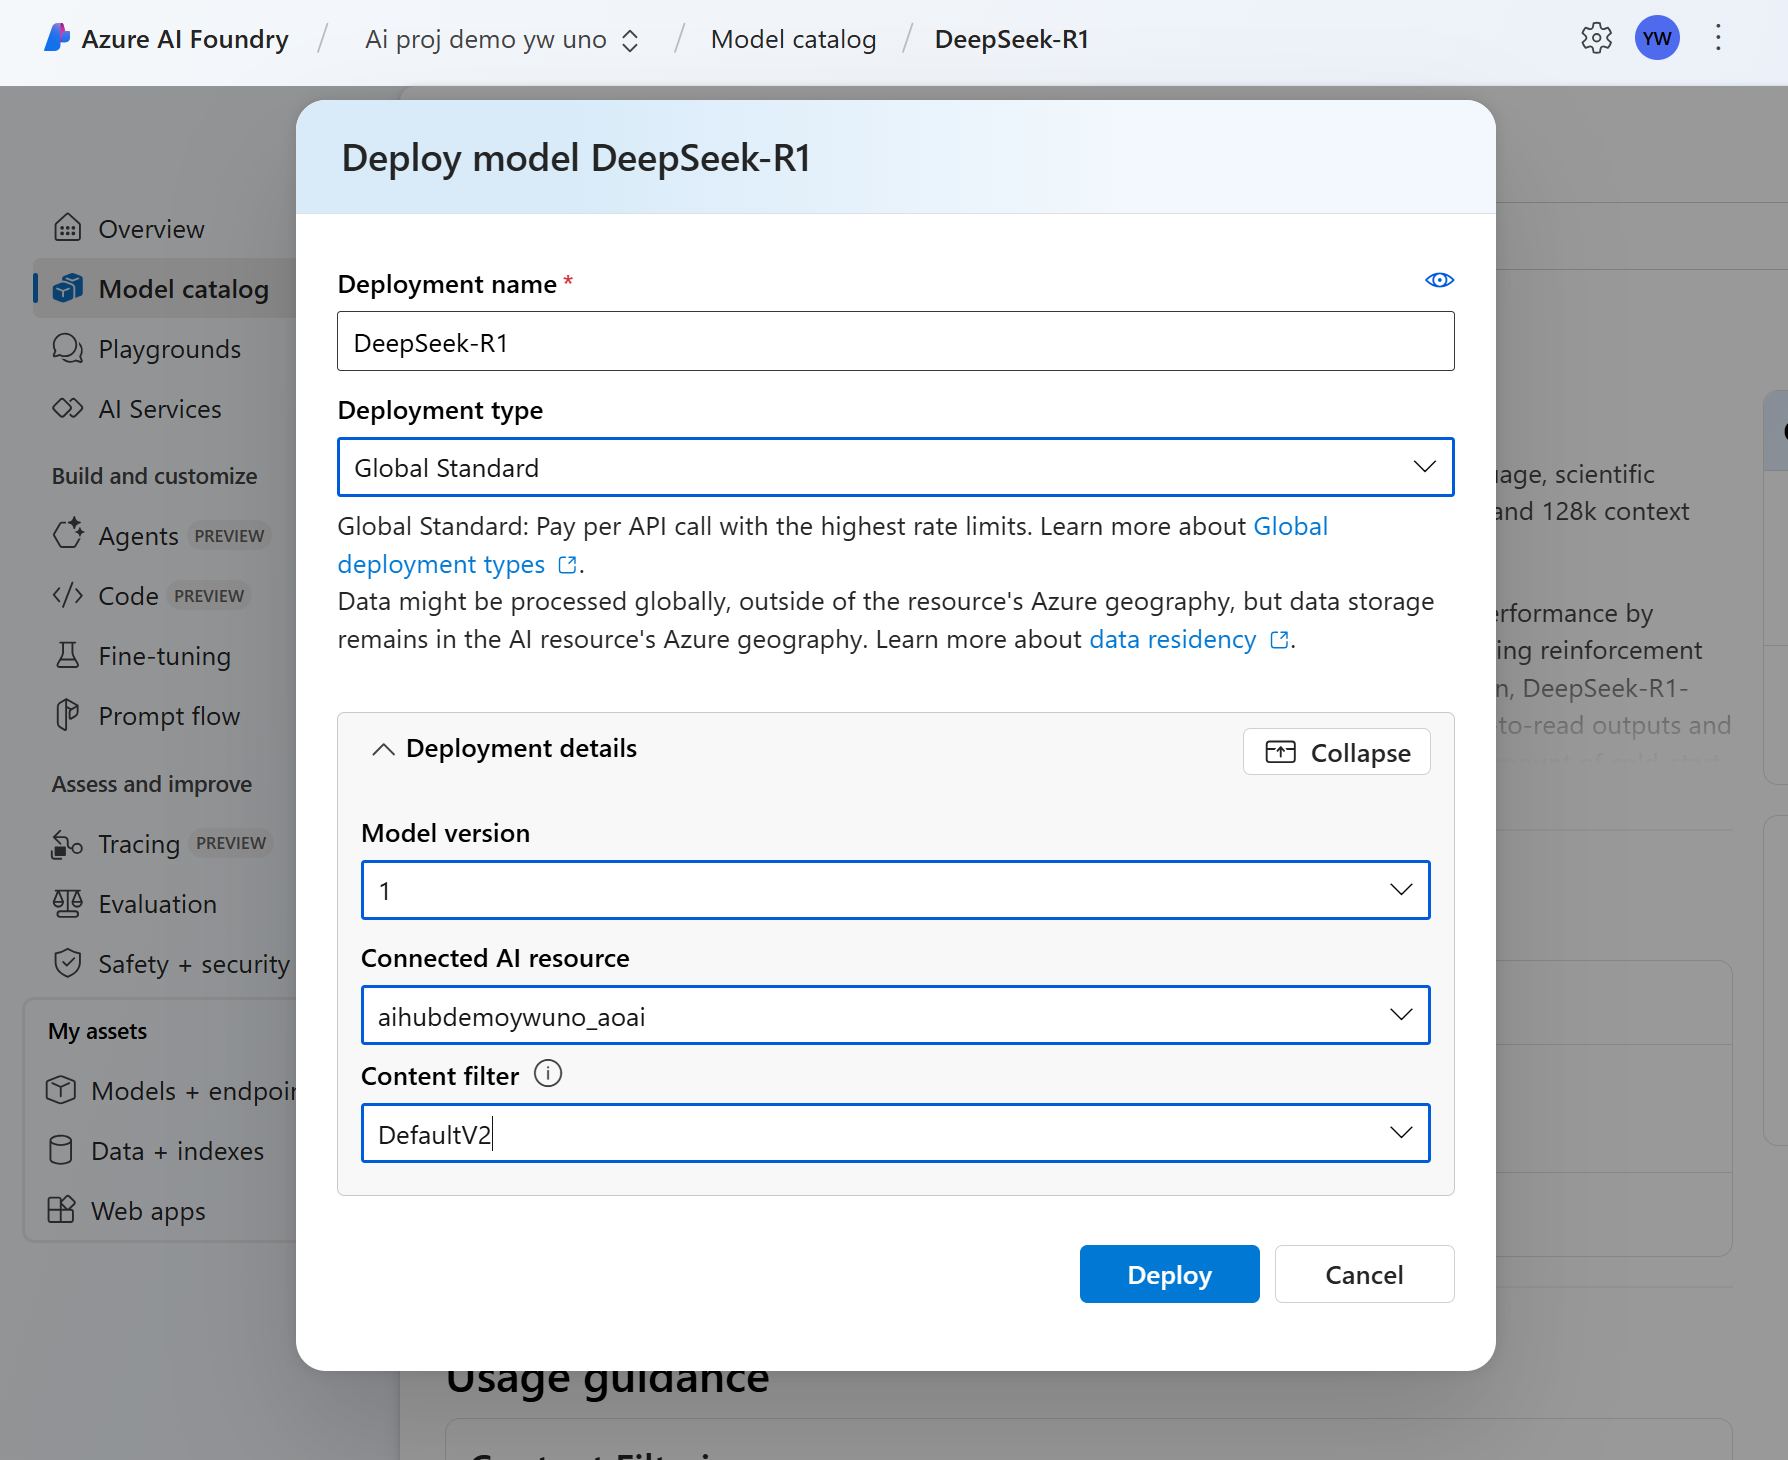 Azure AI Foundry / Ai proj demo yw uno / Model catalog / DeepSeek-R1
YW
Deploy model DeepSeek-R1
Overview
Model catalog
Playgrounds
AI Services
Build and customize
Agents PREVIEW
Code PREVIEW
Fine-tuning
Prompt flow
Assess and improve
Tracing PREVIEW
Evaluation
Safety + security
My assets
Models + endpoin
Data + indexes
Web apps
Deployment name *
DeepSeek-R1
Deployment type
Global Standard
Global Standard: Pay per API call with the highest rate limits. Learn more about Global
deployment types .
Data might be processed globally, outside of the resource's Azure geography, but data storage
remains in the AI resource's Azure geography. Learn more about data residency .
Deployment details
Collapse
Model version
1
Connected AI resource
aihubdemoywuno_aoai
Content filter
DefaultV2
Deploy
Cancel
uage, scientific
and 128k context
erformance by
ing reinforcement
n, DeepSeek-R1-
-to-read outputs and
Usage guidance